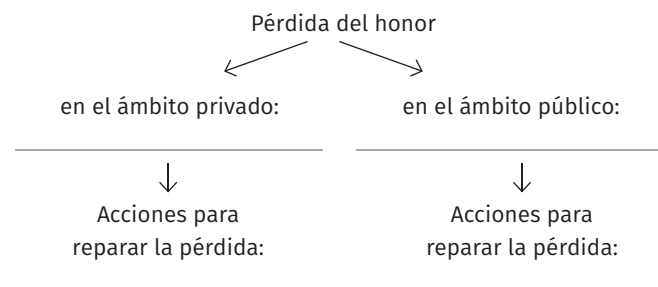 Pérdida del honor
en el ámbito privado:
en el ámbito público:
Acciones para
reparar la pérdida:
Acciones para
reparar la pérdida: